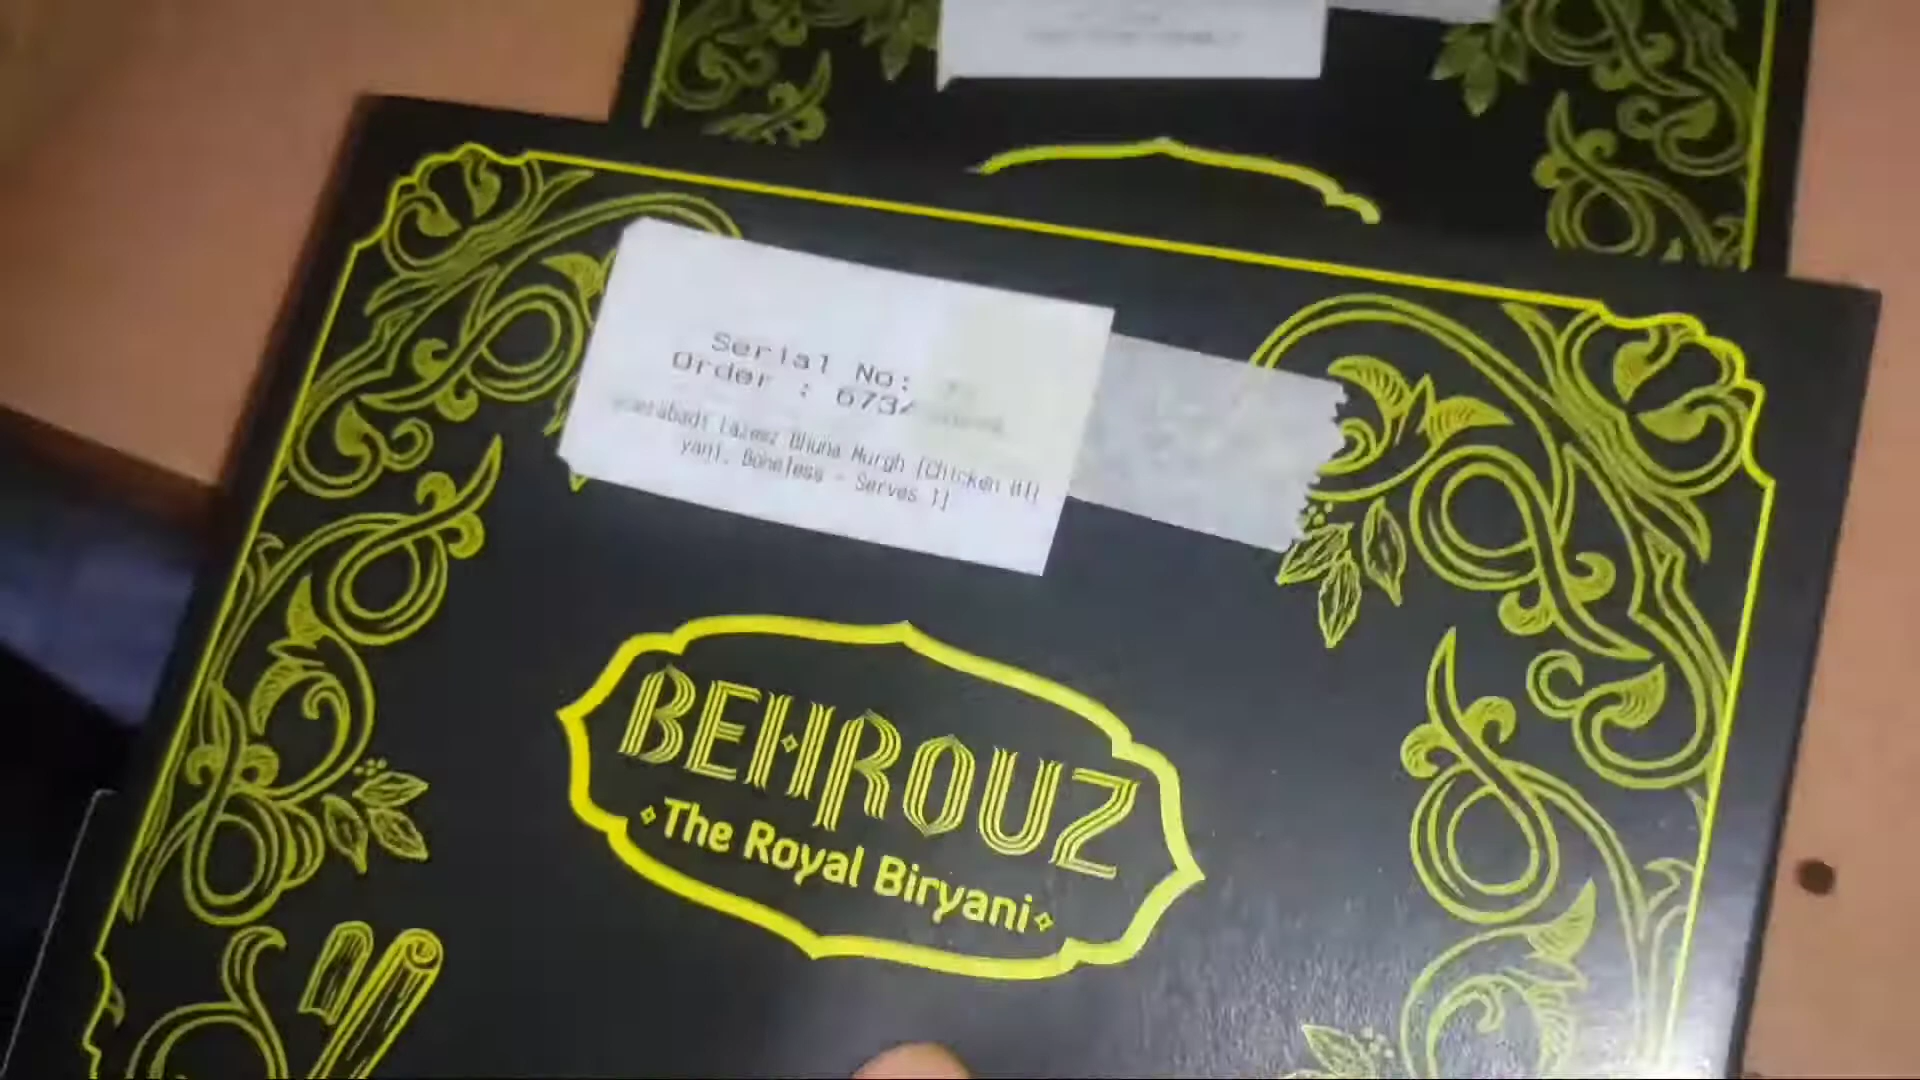 Serial No:
Order : 673
Lazeez Bhuna Murgh [Chicken Bi
yani, Boneless - Serves 1]
BEHROUZ
The Royal Biryani